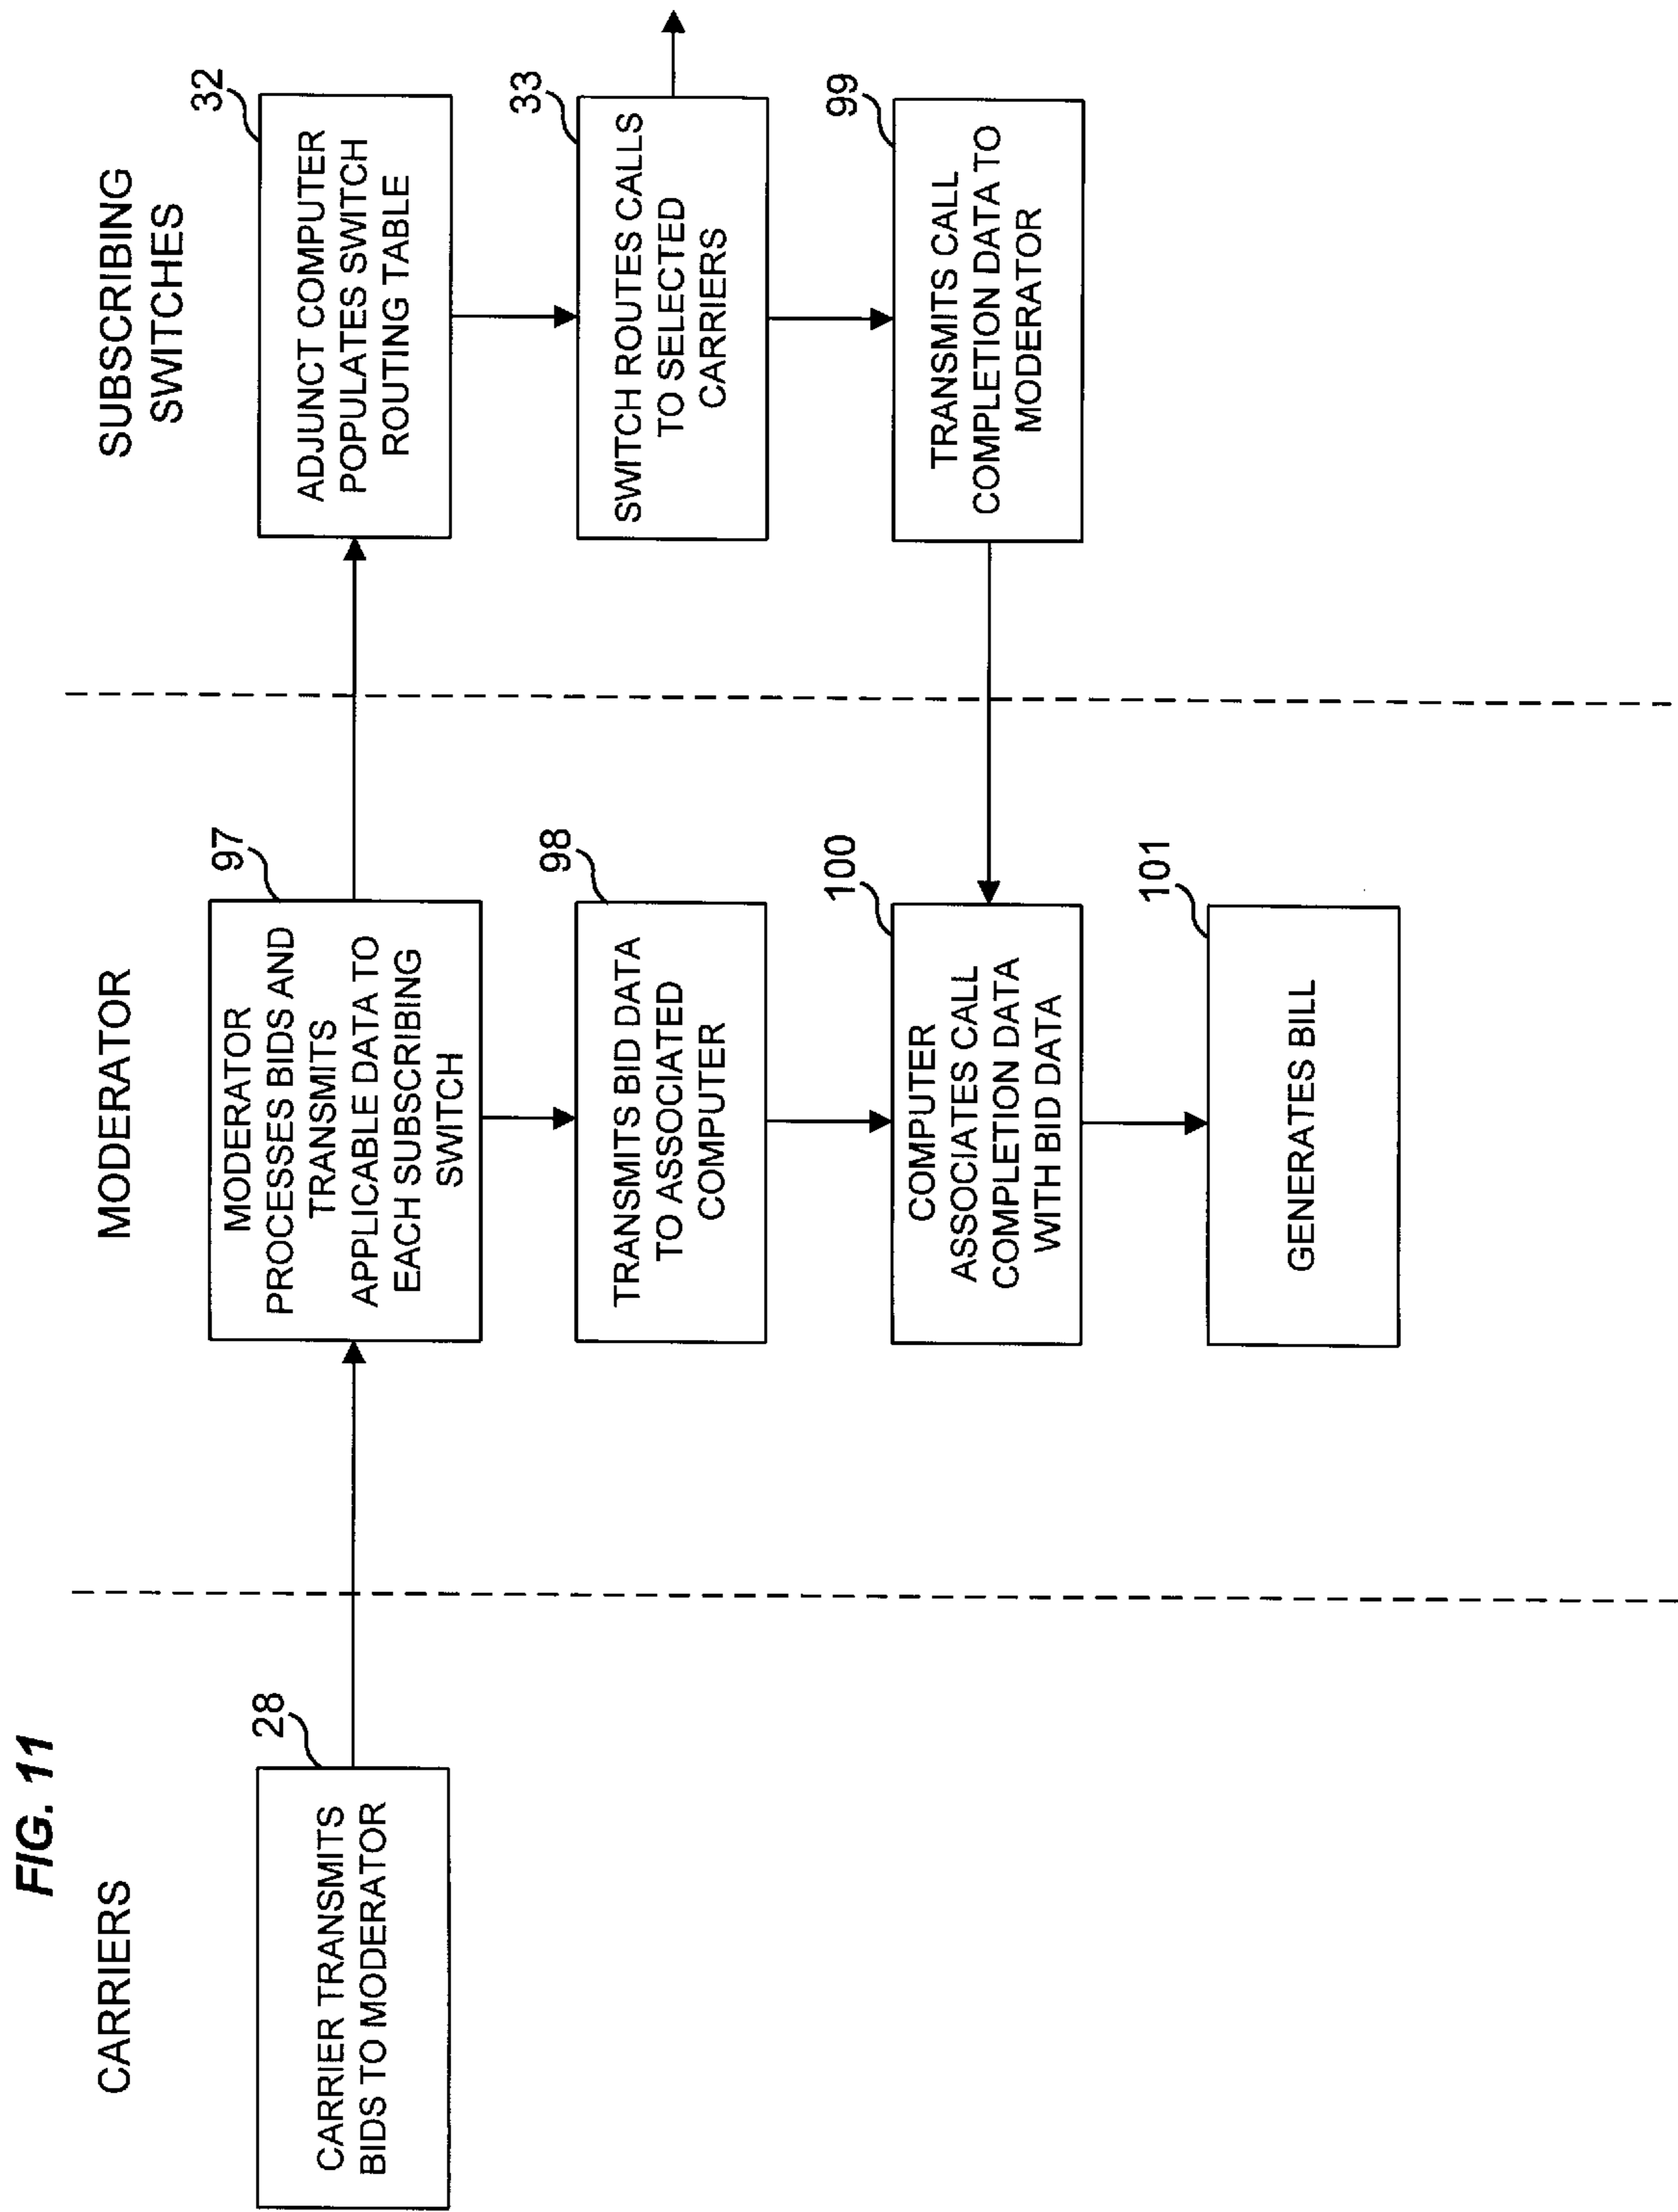 FIG. 11
CARRIERS
MODERATOR
SUBSCRIBING
SWITCHES
28
CARRIER TRANSMITS
BIDS TO MODERATOR
97
MODERATOR
PROCESSES BIDS AND
TRANSMITS
APPLICABLE DATA TO
EACH SUBSCRIBING
SWITCH
32
ADJUNCT COMPUTER
POPULATES SWITCH
ROUTING TABLE
98
TRANSMITS BID DATA
TO ASSOCIATED
COMPUTER
33
SWITCH ROUTES CALLS
TO SELECTED
CARRIERS
100
COMPUTER
ASSOCIATES CALL
COMPLETION DATA
WITH BID DATA
99
TRANSMITS CALL
COMPLETION DATA TO
MODERATOR
101
GENERATES BILL